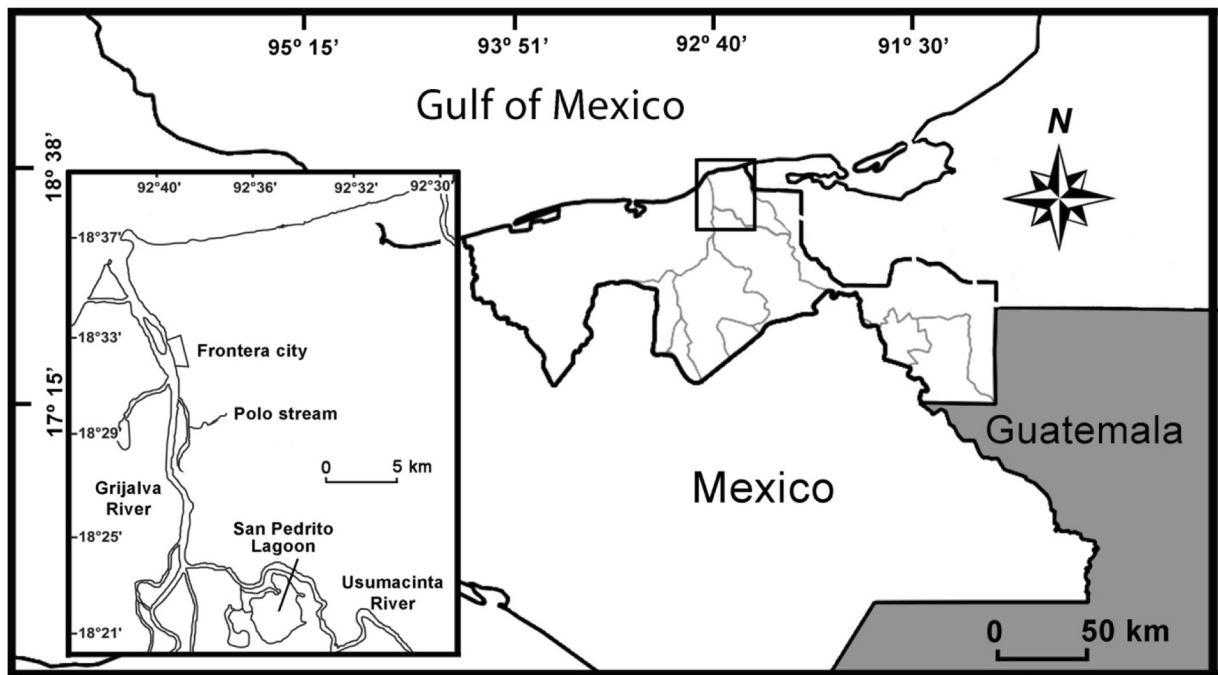 95º 15’
93º 51’
92º 40’
91º 30’
Gulf of Mexico
N
18º 38’
17º 15’
92°40'
92°36'
92°32'
92°30'
18°37'
18°33'
Frontera city
Polo stream
18°29'
0 5 km
Grijalva
River
18°25'
San Pedrito
Lagoon
Usumacinta
River
18°21'
Guatemala
Mexico
0 50 km